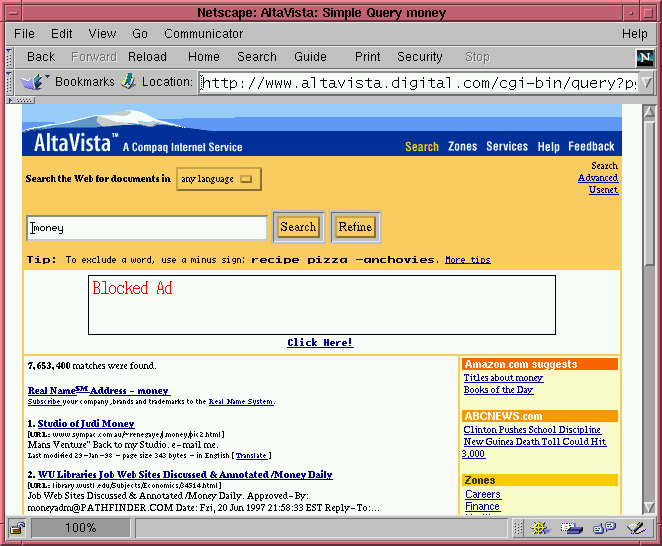 Netscape: AltaVista: Simple Query money
File Edit View Go Communicator Help
Back Forward Reload Home Search Guide Print Security Stop N
Bookmarks Location: http://www.altavista.digital.com/cgi-bin/query?pg
AltaVista™ A Compaq Internet Service Search Zones Services Help Feedback
Search the Web for documents in any language Search
Advanced
Usenet
money Search Refine
Tip: To exclude a word, use a minus sign: recipe pizza -anchovies. More tips
Blocked Ad
Click Here!
7,653,400 matches were found.
Real Name℠ Address - money
Subscribe your company, brands and trademarks to the Real Name System.
1. Studio of Judi Money
[URL: www.sympac.com.au/~renegaye/j.money/pic2.html]
Mans Venture" Back to my Studio. e-mail me.
Last modified 29-Jan-98 - page size 343 bytes - in English [ Translate ]
2. WU Libraries Job Web Sites Discussed & Annotated /Money Daily
[URL: library.wustl.edu/Subjects/Economics/34514.html]
Job Web Sites Discussed & Annotated /Money Daily. Approved-By:
moneyadm@PATHFINDER.COM Date: Fri, 20 Jun 1997 21:58:33 EST Reply-To:...
Amazon.com suggests
Titles about money
Books of the Day
ABCNEWS.com
Clinton Pushes School Discipline
New Guinea Death Toll Could Hit
3,000
Zones
Careers
Finance
100%